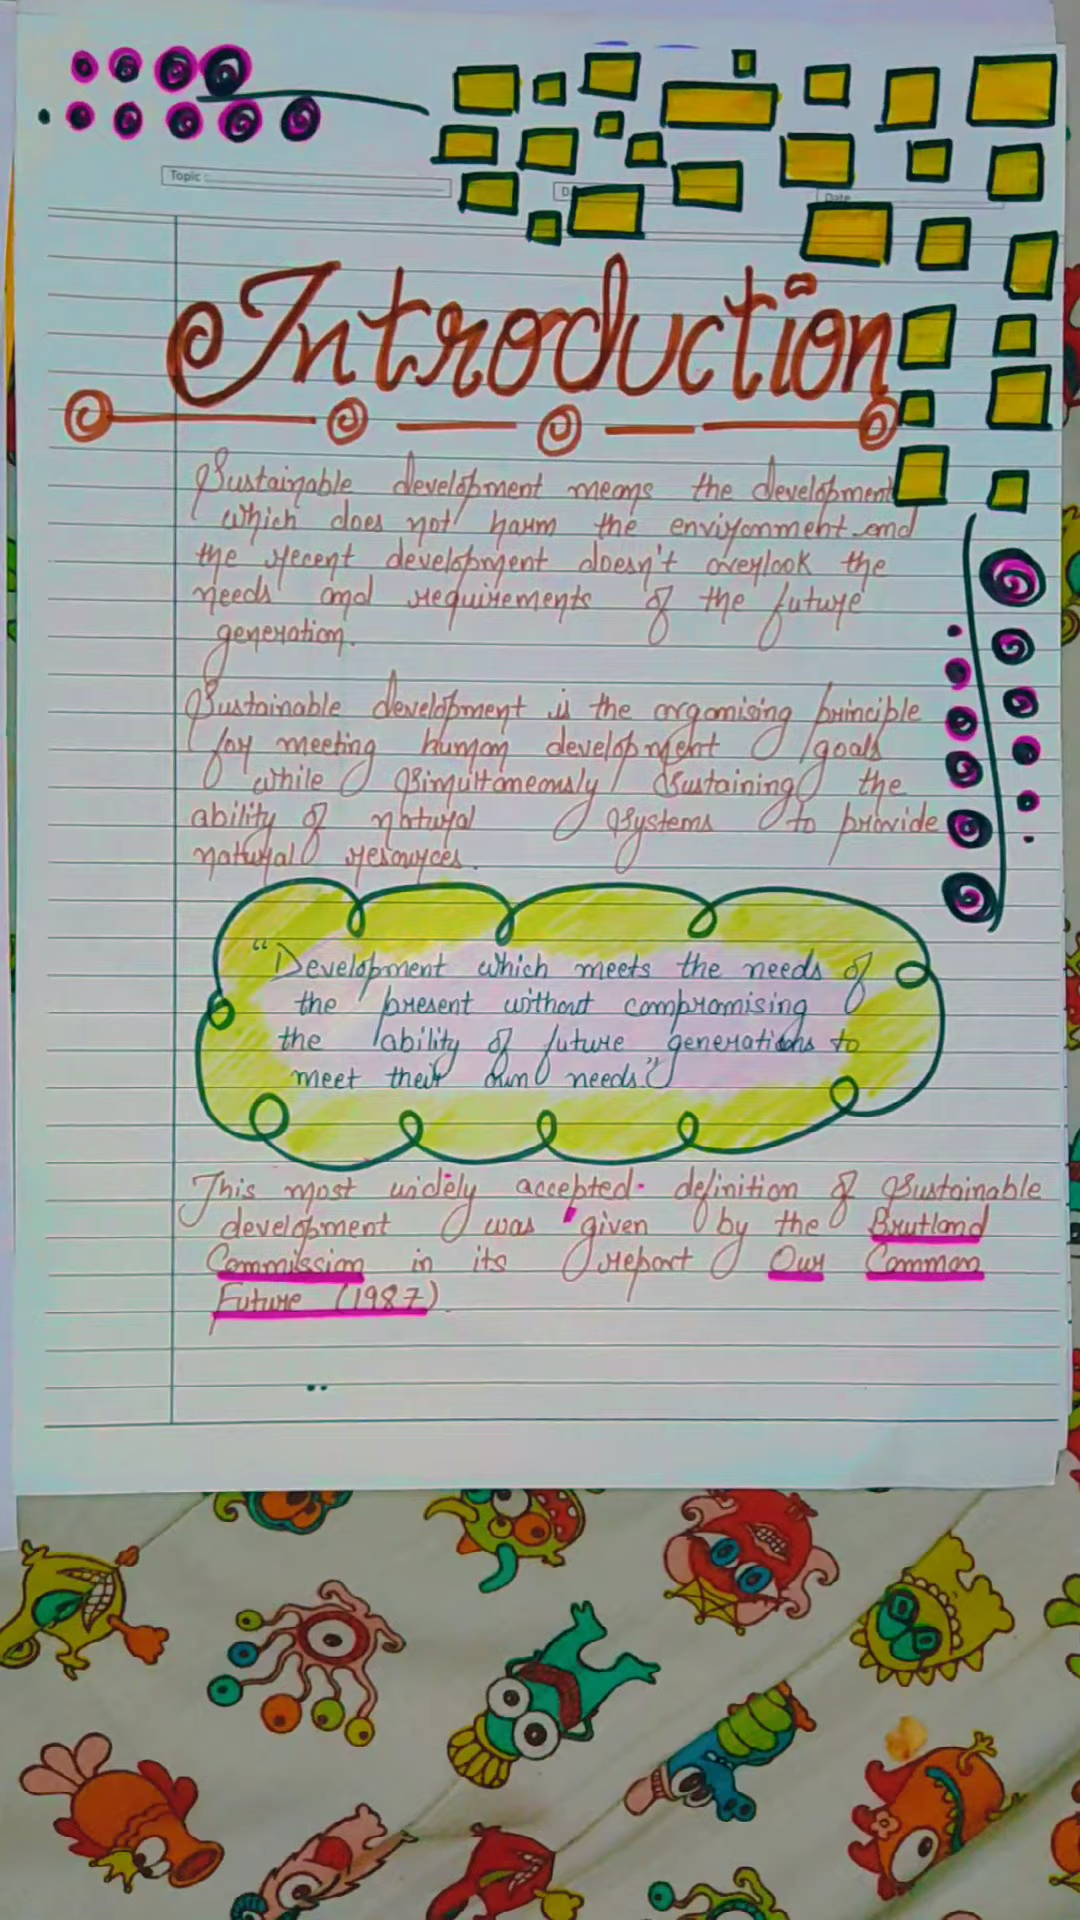 Topic :
Date
Introduction
Sustainable development means the development
which does not harm the environment and
the recent development doesn't overlook the
needs and requirements of the future
generation.
Sustainable development is the organising principle
for meeting human development goals
while simultaneously sustaining the
ability of natural systems to provide
natural resources.
"Development which meets the needs of
the present without compromising
the ability of future generations to
meet their own needs."
This most widely accepted definition of sustainable
development was given by the Brutland
Commission in its report Our Common
Future (1987).